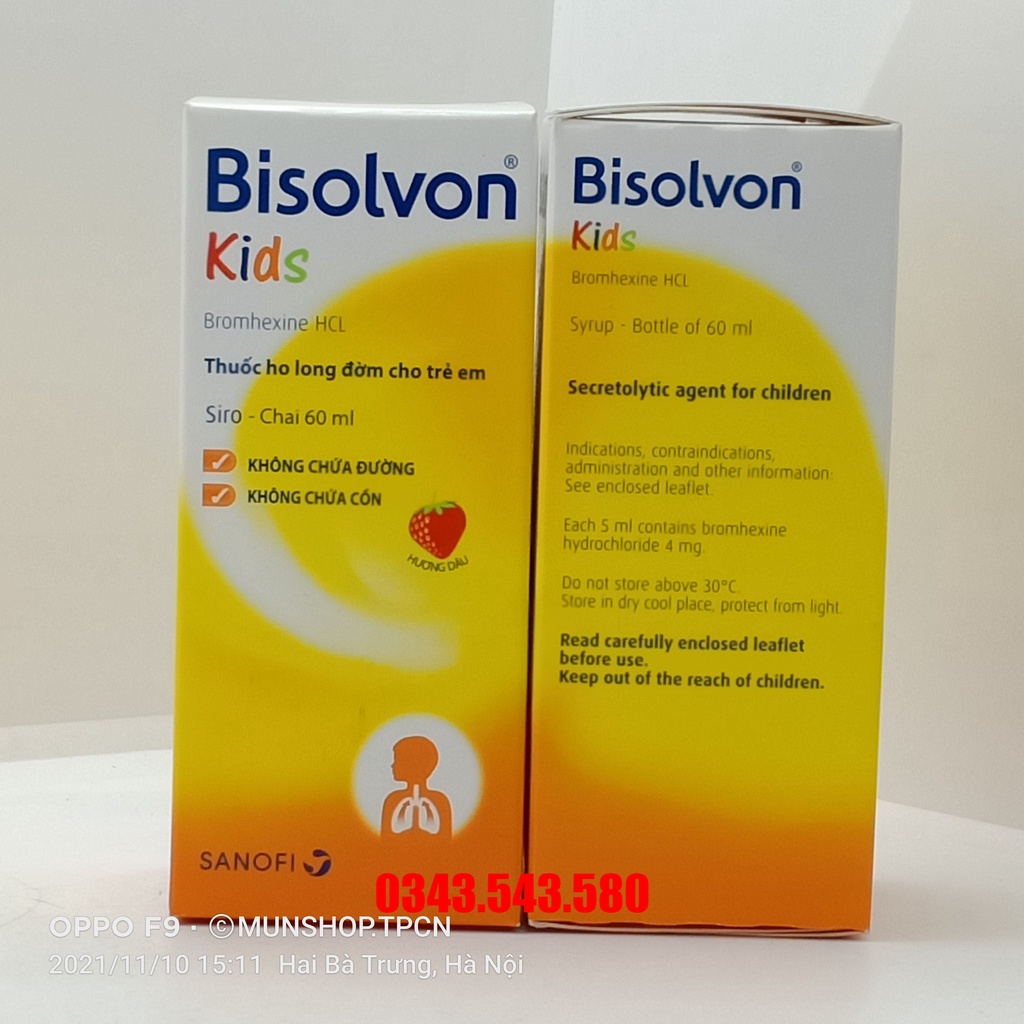 Bisolvon®
Kids
Bromhexine HCL
Thuốc ho long đờm cho trẻ em
Siro - Chai 60 ml
KHÔNG CHỨA ĐƯỜNG
KHÔNG CHỨA CỒN
HƯƠNG DÂU
SANOFI
Bisolvon®
Kids
Bromhexine HCL
Syrup - Bottle of 60 ml
Secretolytic agent for children
Indications, contraindications,
administration and other information:
See enclosed leaflet.
Each 5 ml contains bromhexine
hydrochloride 4 mg.
Do not store above 30°C.
Store in dry cool place, protect from light.
Read carefully enclosed leaflet
before use.
Keep out of the reach of children.
0343.543.580
OPPO F9 · ©MUNSHOP.TPCN
2021/11/10 15:11 Hai Bà Trưng, Hà Nội